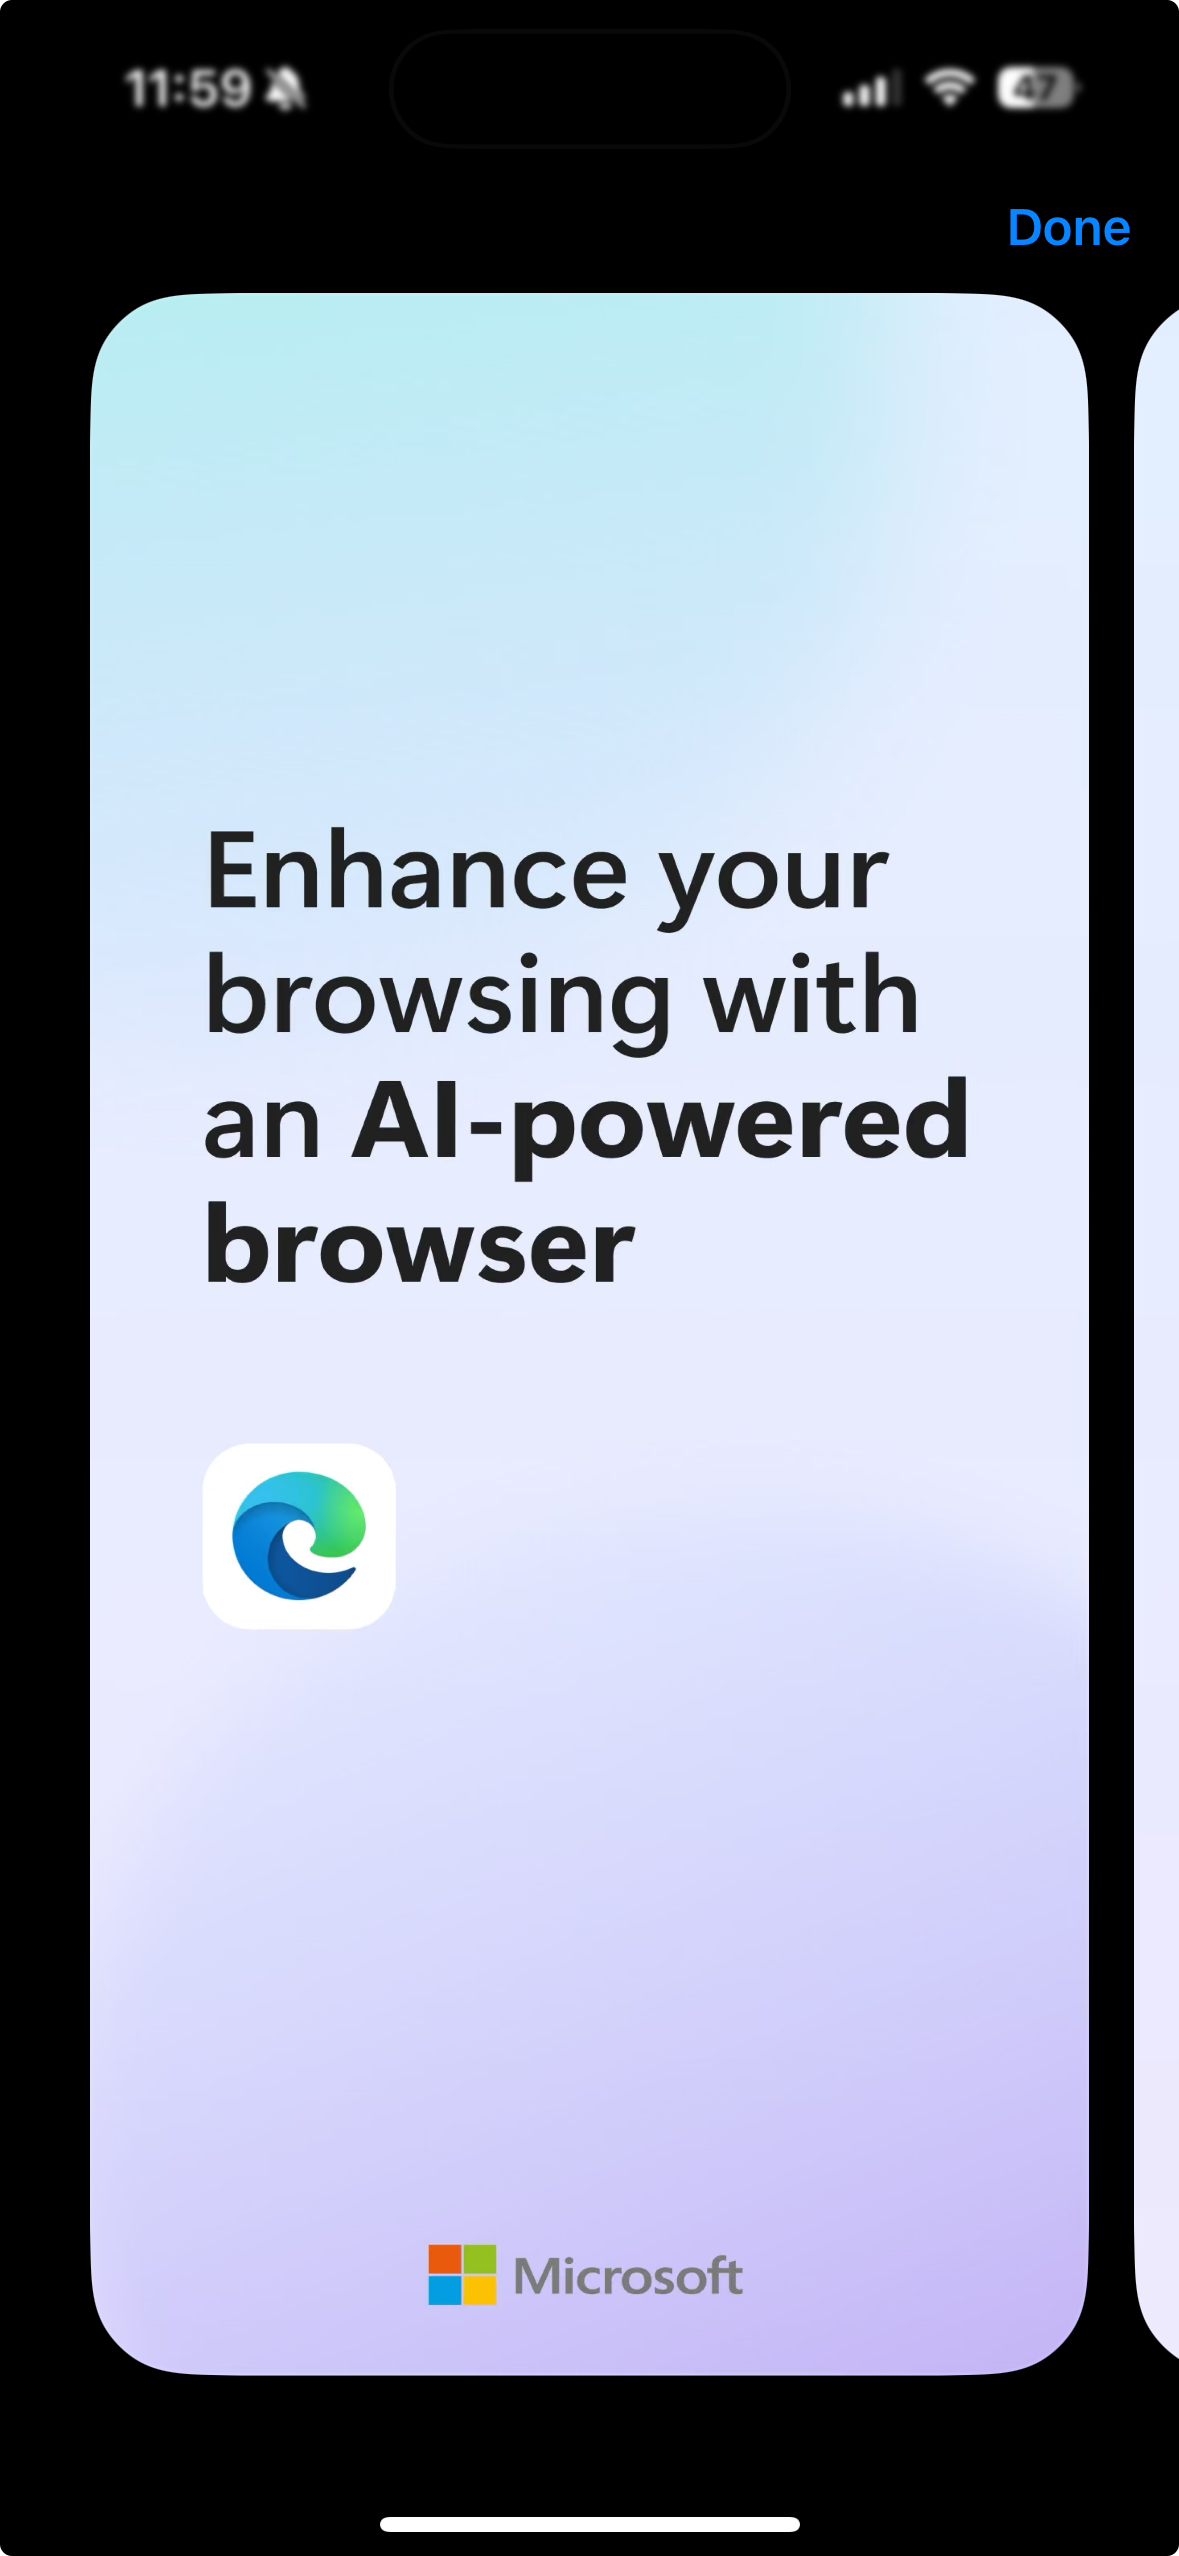 11:59
47
Done
Enhance your
browsing with
an AI-powered
browser
Microsoft